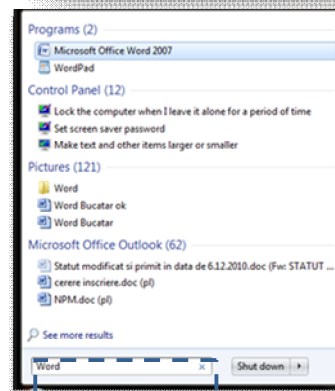 Programs (2)
Microsoft Office Word 2007
WordPad
Control Panel (12)
Lock the computer when I leave it alone for a period of time
Set screen saver password
Make text and other items larger or smaller
Pictures (121)
Word
Word Bucatar ok
Word Bucatar
Microsoft Office Outlook (62)
Statut modificat si primit in data de 6.12.2010.doc (Fw: STATUT ...
cerere inscriere.doc (pl)
NPM.doc (pl)
See more results
Word
Shut down